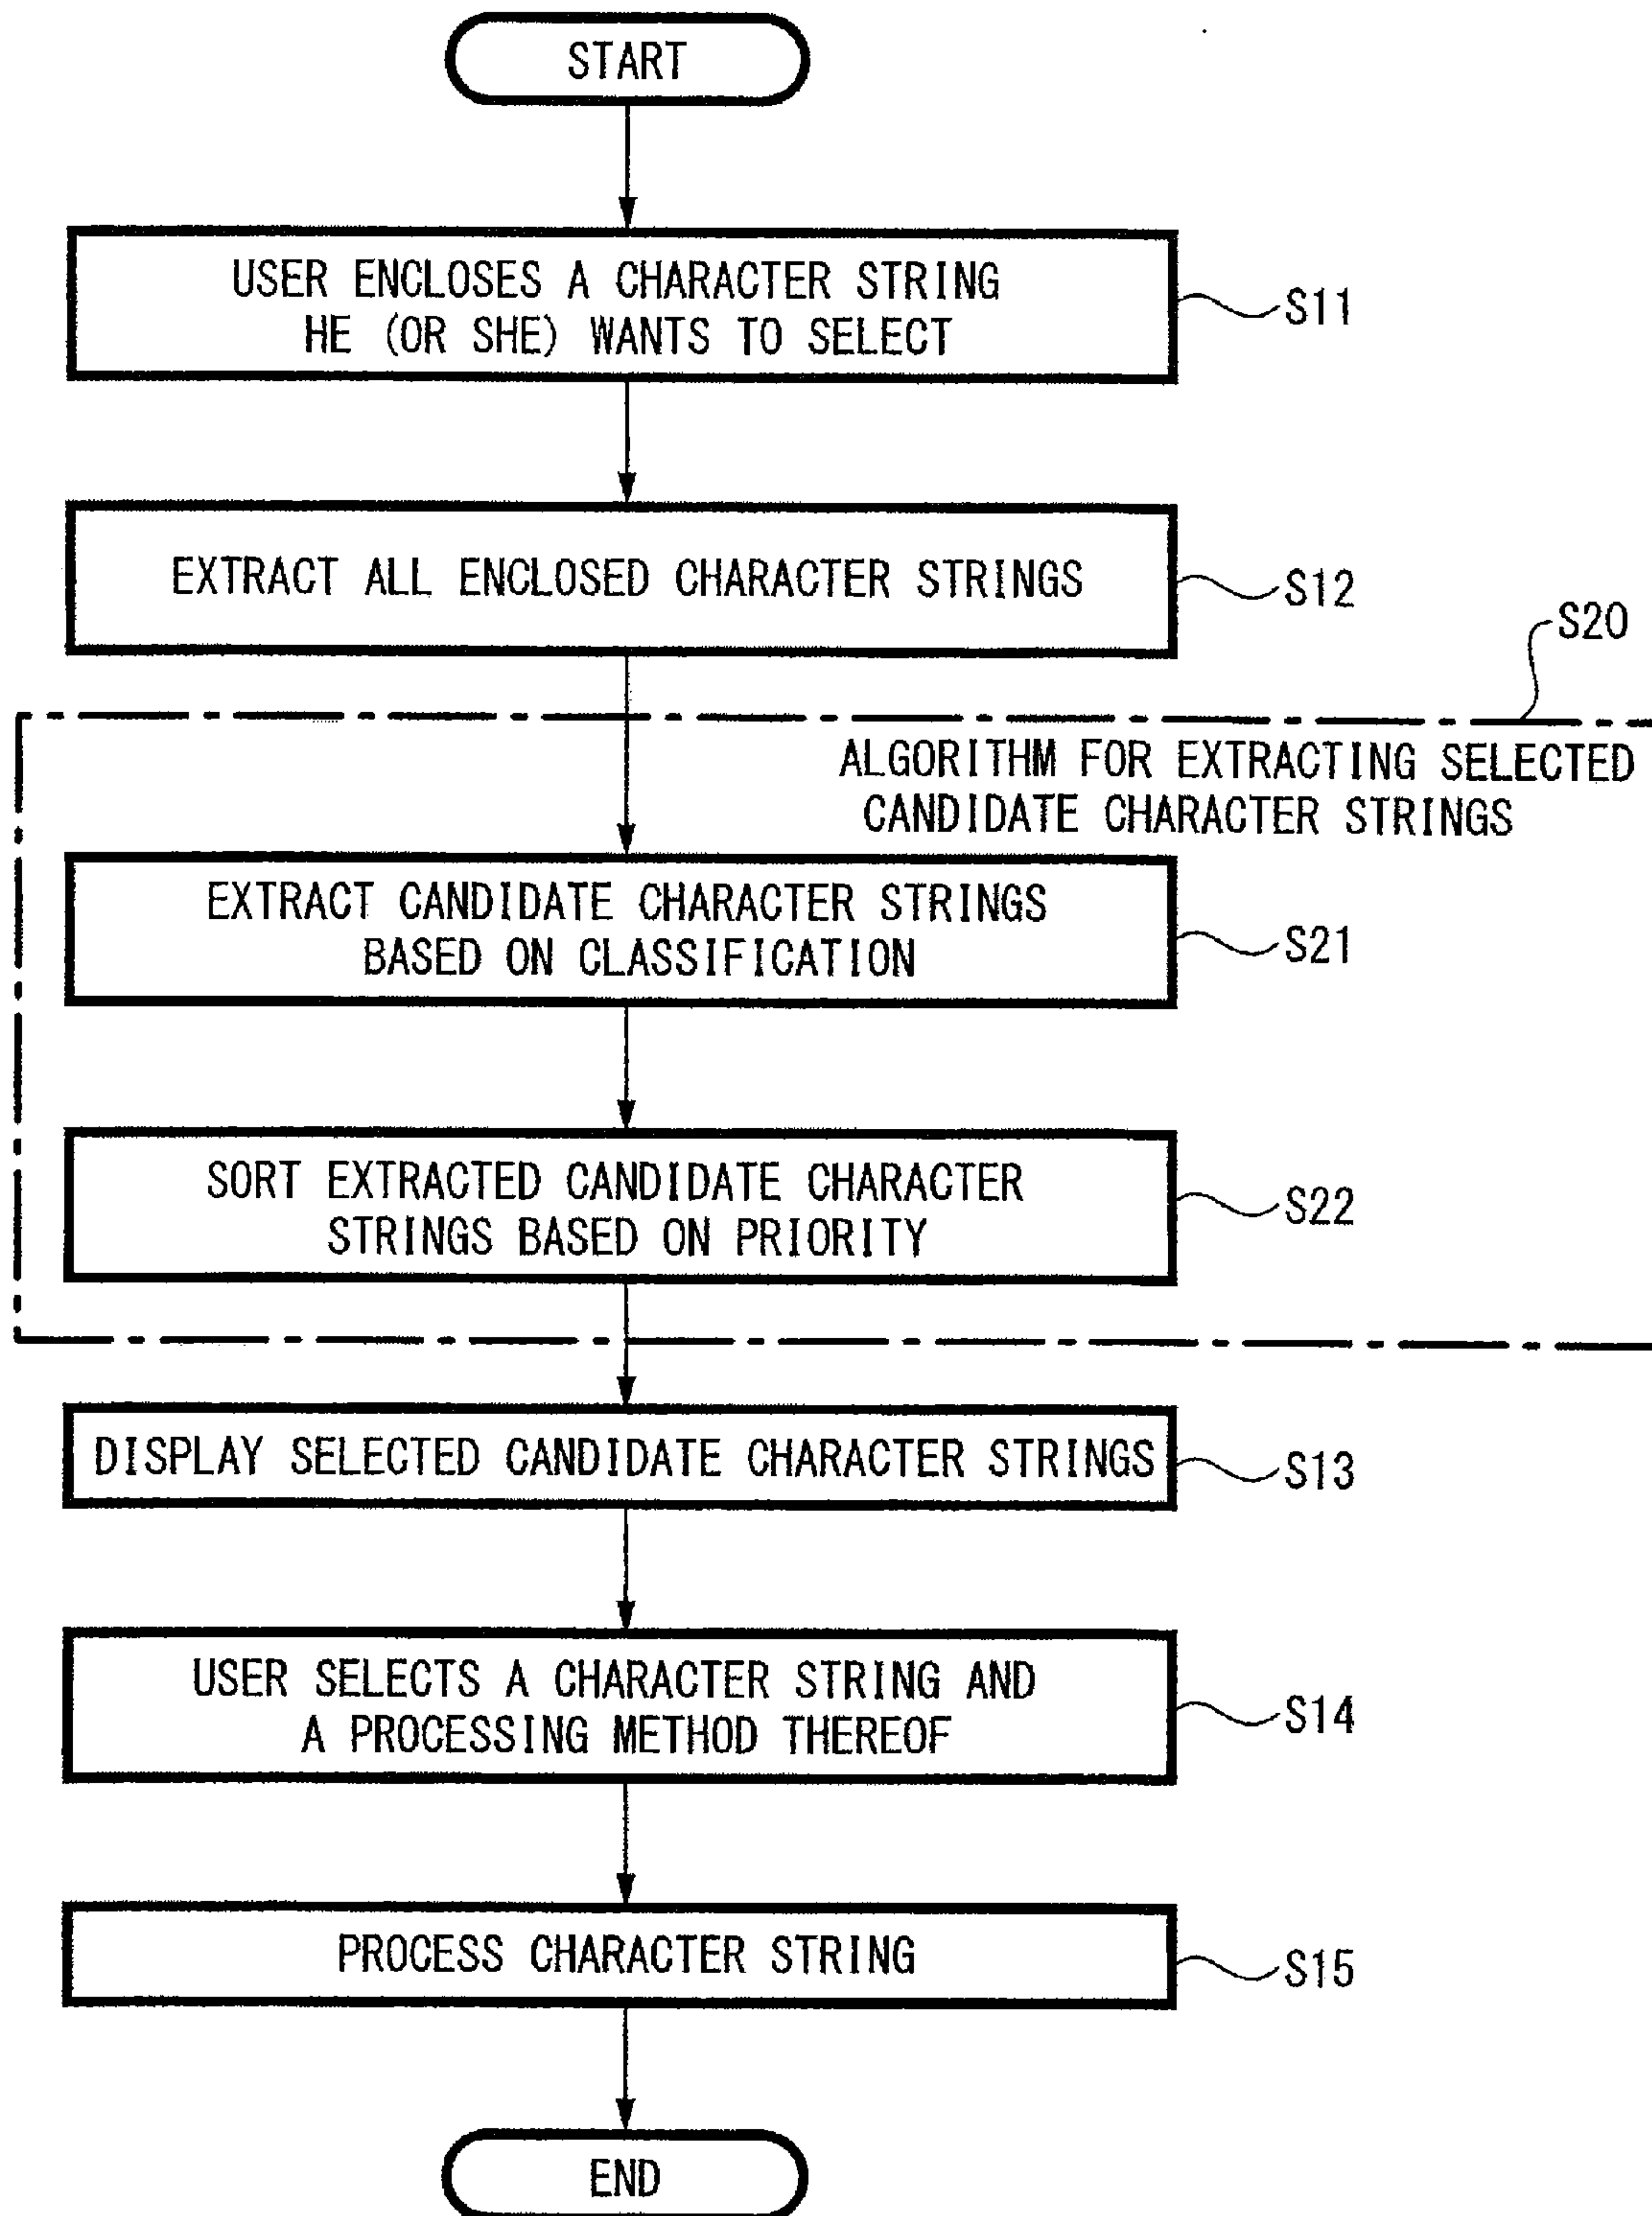 START
USER ENCLOSES A CHARACTER STRING
HE (OR SHE) WANTS TO SELECT
S11
EXTRACT ALL ENCLOSED CHARACTER STRINGS
S12
S20
ALGORITHM FOR EXTRACTING SELECTED
CANDIDATE CHARACTER STRINGS
EXTRACT CANDIDATE CHARACTER STRINGS
BASED ON CLASSIFICATION
S21
SORT EXTRACTED CANDIDATE CHARACTER
STRINGS BASED ON PRIORITY
S22
DISPLAY SELECTED CANDIDATE CHARACTER STRINGS
S13
USER SELECTS A CHARACTER STRING AND
A PROCESSING METHOD THEREOF
S14
PROCESS CHARACTER STRING
S15
END